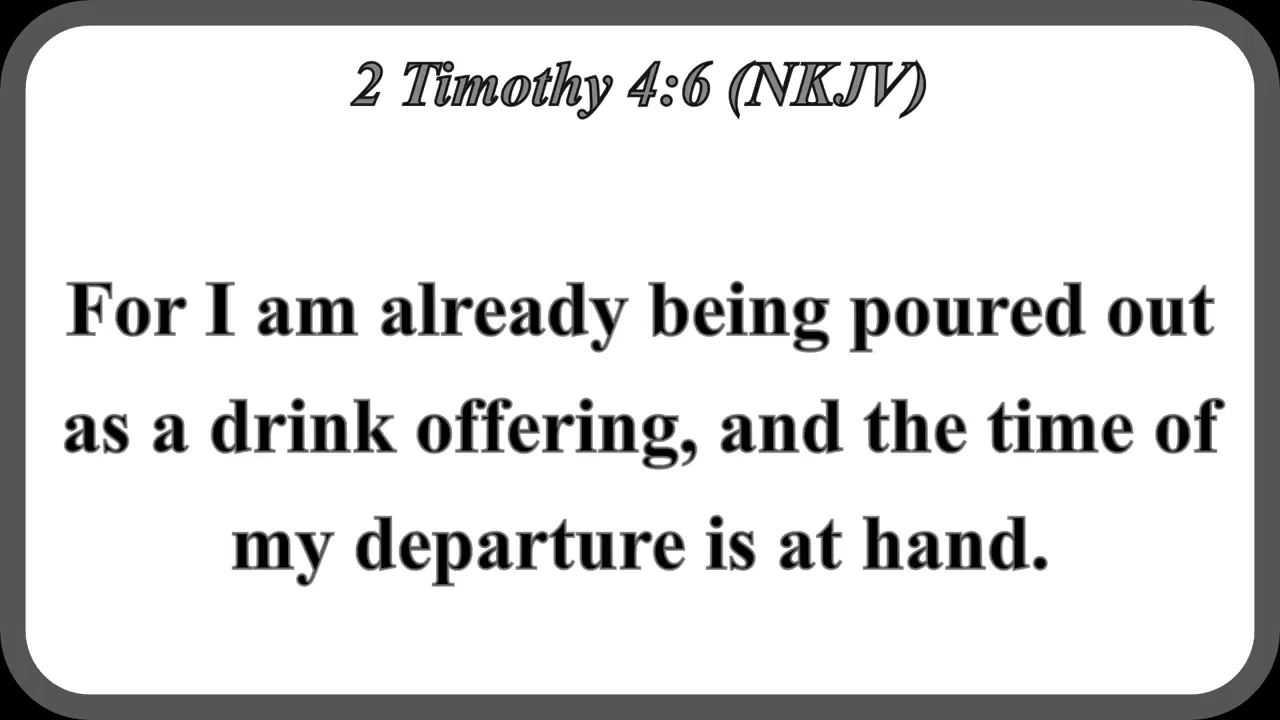 2 Timothy 4:6 (NKJV)
For I am already being poured out
as a drink offering, and the time of
my departure is at hand.